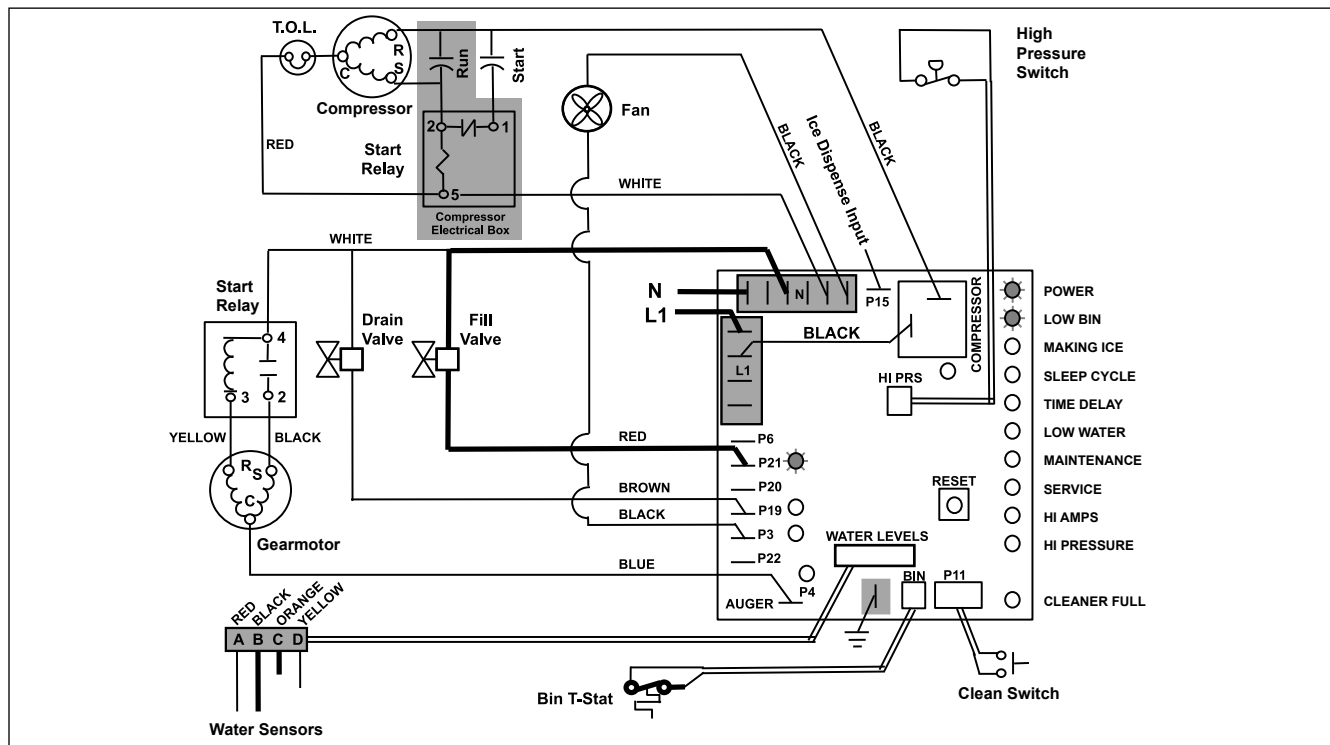 T.O.L.
R
S
C
Compressor
Run
Start
Fan
High
Pressure
Switch
2
1
Start
Relay
RED
5
WHITE
Compressor
Electrical Box
BLACK
Ice Dispense Input
BLACK
WHITE
Start
Relay
4
3
2
Drain
Valve
Fill
Valve
N
L1
N
P15
COMPRESSOR
BLACK
L1
HI PRS
POWER
LOW BIN
MAKING ICE
SLEEP CYCLE
TIME DELAY
LOW WATER
MAINTENANCE
SERVICE
HI AMPS
HI PRESSURE
CLEANER FULL
YELLOW
BLACK
R
S
C
Gearmotor
RED
P6
P21
P20
BROWN
P19
BLACK
P3
P22
BLUE
P4
AUGER
RESET
WATER LEVELS
BIN
P11
RED
BLACK
ORANGE
YELLOW
A B C D
Water Sensors
Bin T-Stat
Clean Switch